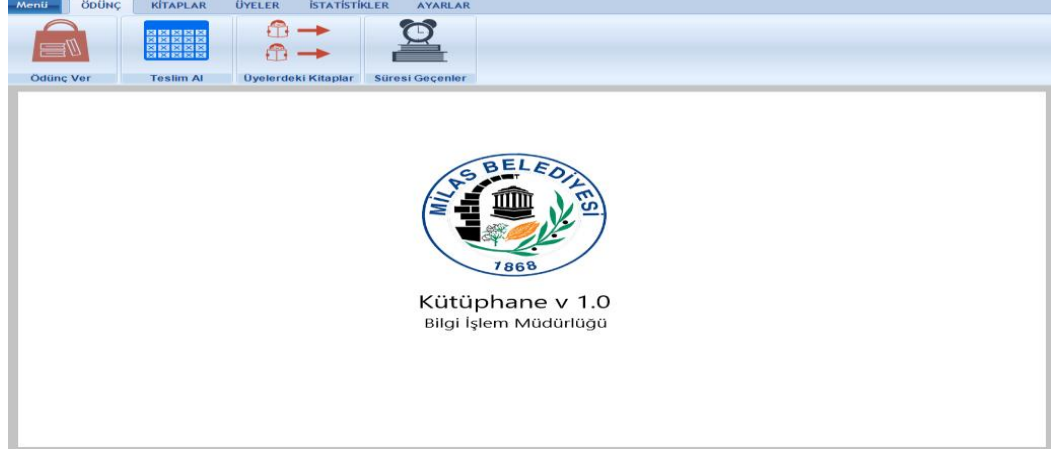 Menü ÖDÜNÇ KİTAPLAR ÜYELER İSTATİSTİKLER AYARLAR
Ödünç Ver Teslim Al Üyelerdeki Kitaplar Süresi Geçenler
MİLAS BELEDİYESİ
1868
Kütüphane v 1.0
Bilgi İşlem Müdürlüğü